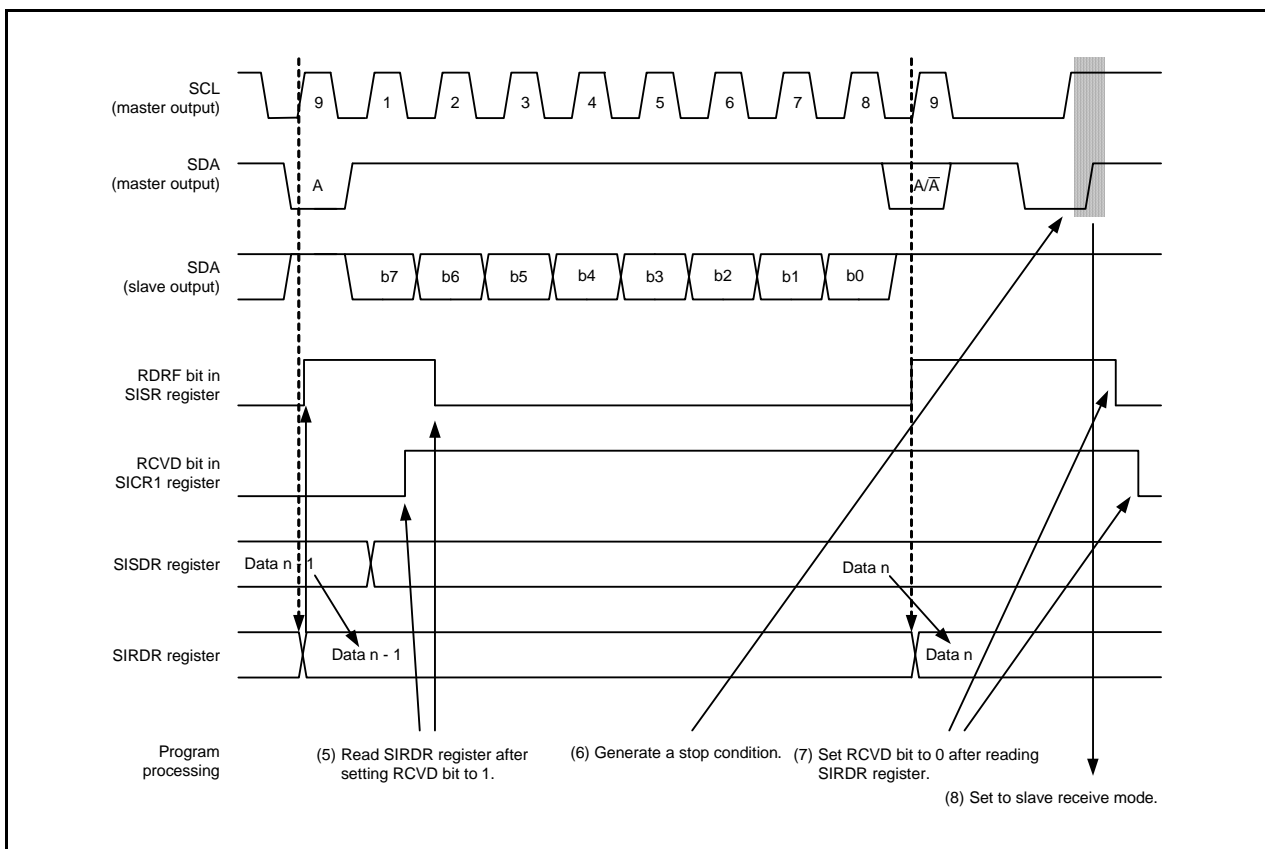 SCL
(master output)
9 1 2 3 4 5 6 7 8 9
SDA
(master output)
A A/A̅
SDA
(slave output)
b7 b6 b5 b4 b3 b2 b1 b0
RDRF bit in
SISR register
RCVD bit in
SICR1 register
SISDR register
Data n - 1 Data n
SIRDR register
Data n - 1 Data n
Program
processing
(5) Read SIRDR register after
setting RCVD bit to 1.
(6) Generate a stop condition.
(7) Set RCVD bit to 0 after reading
SIRDR register.
(8) Set to slave receive mode.